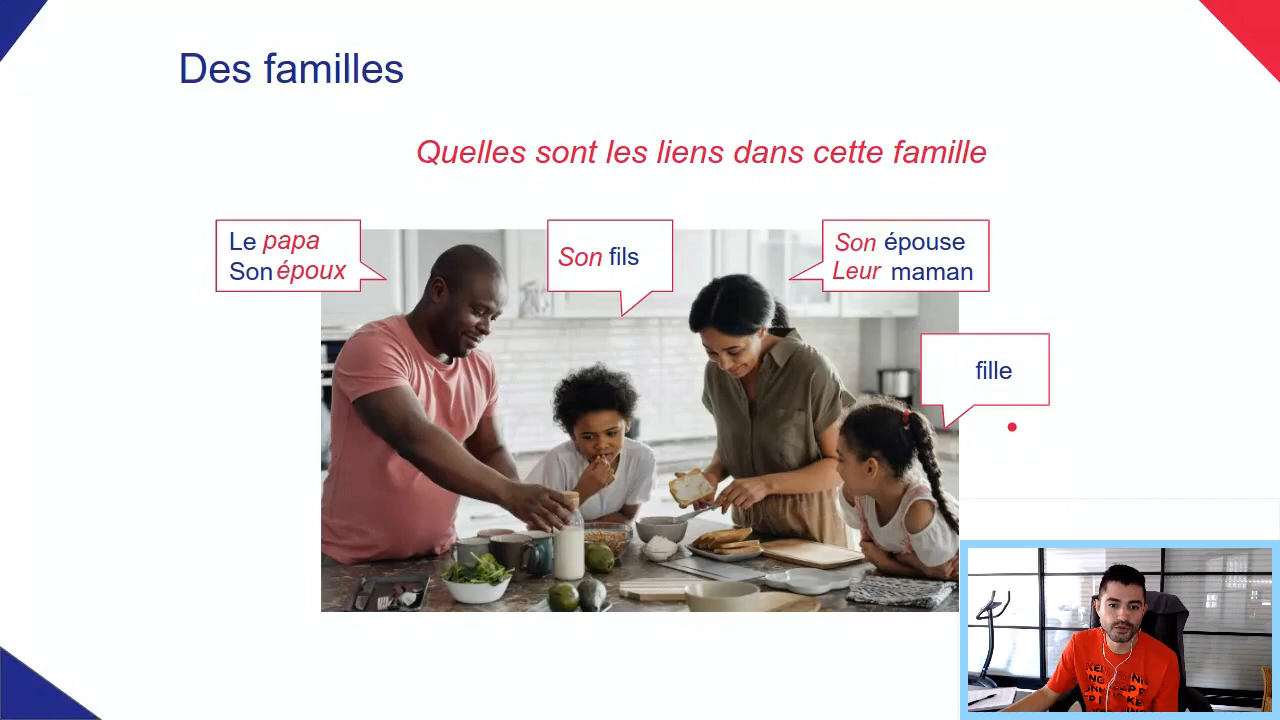 Des familles
Quelles sont les liens dans cette famille
Le papa
Son époux
Son fils
Son épouse
Leur maman
fille